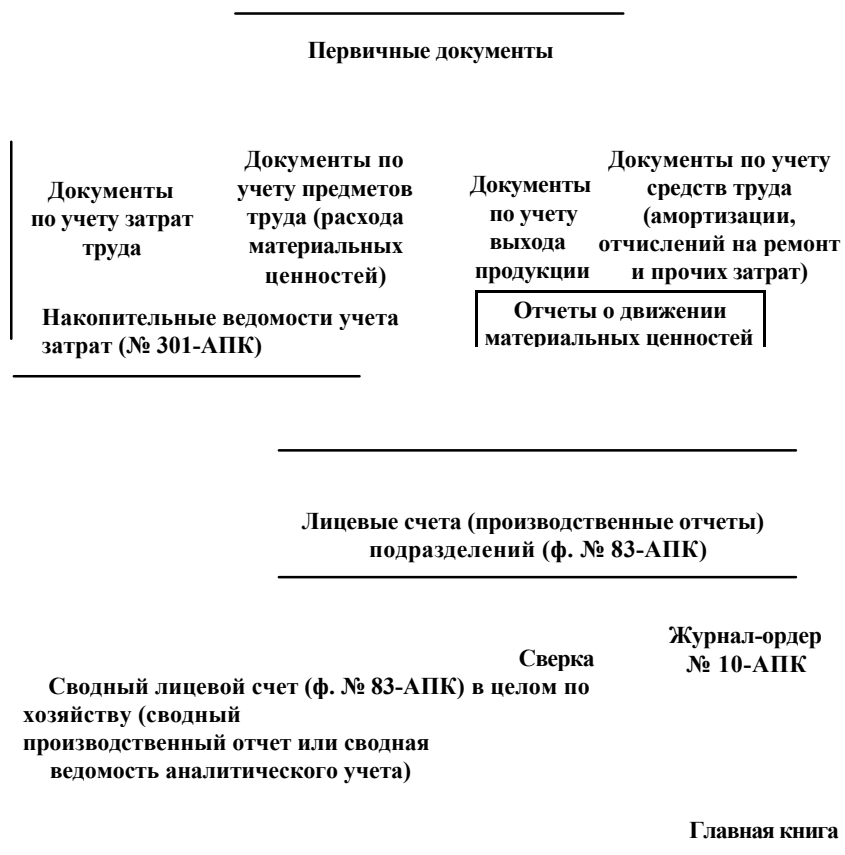 Первичные документы
Документы
по учету затрат
труда
Документы по
учету предметов
труда (расхода
материальных
ценностей)
Документы
по учету
выхода
продукции
Документы по учету
средств труда
(амортизации,
отчислений на ремонт
и прочих затрат)
Накопительные ведомости учета
затрат (№ 301-АПК)
Отчеты о движении
материальных ценностей
Лицевые счета (производственные отчеты)
подразделений (ф. № 83-АПК)
Журнал-ордер
№ 10-АПК
Сверка
Сводный лицевой счет (ф. № 83-АПК) в целом по
хозяйству (сводный
производственный отчет или сводная
ведомость аналитического учета)
Главная книга